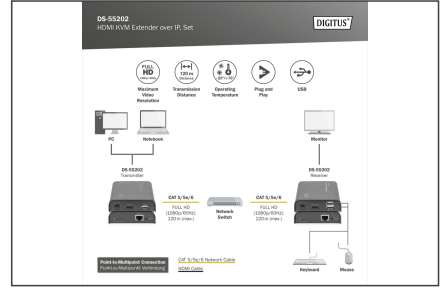 DS-55202
HDMI KVM Extender over IP, Set
DIGITUS®
FULL
HD
120 m
Distance
Maximum
Video
Resolution
Transmission
Distance
Operating
Temperature
Plug and
Play
USB
PC
Notebook
Monitor
DS-55202
Transmitter
DS-55202
Receiver
CAT 5/5e/6
FULL HD
(1080p/60Hz;
120 m (max.)
Network
Switch
CAT 5/5e/6
FULL HD
(1080p/60Hz;
120 m (max.)
Point-to-Multipoint Connection
Punkt-zu-Multipunkt Verbindung
CAT 5/5e/6 Network Cable
HDMI Cable
Keyboard
Mouse